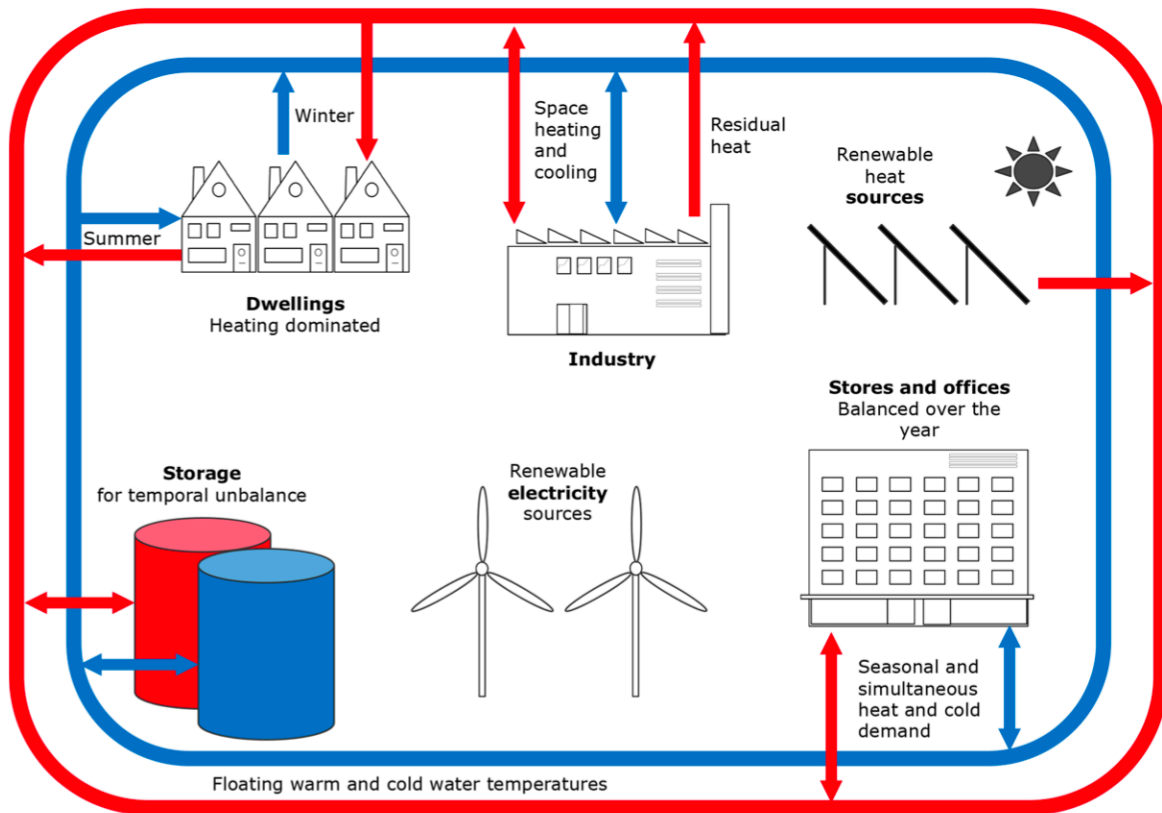 Winter
Summer
Dwellings
Heating dominated
Space
heating
and
cooling
Residual
heat
Industry
Renewable
heat
sources
Stores and offices
Balanced over the
year
Storage
for temporal unbalance
Renewable
electricity
sources
Seasonal and
simultaneous
heat and cold
demand
Floating warm and cold water temperatures